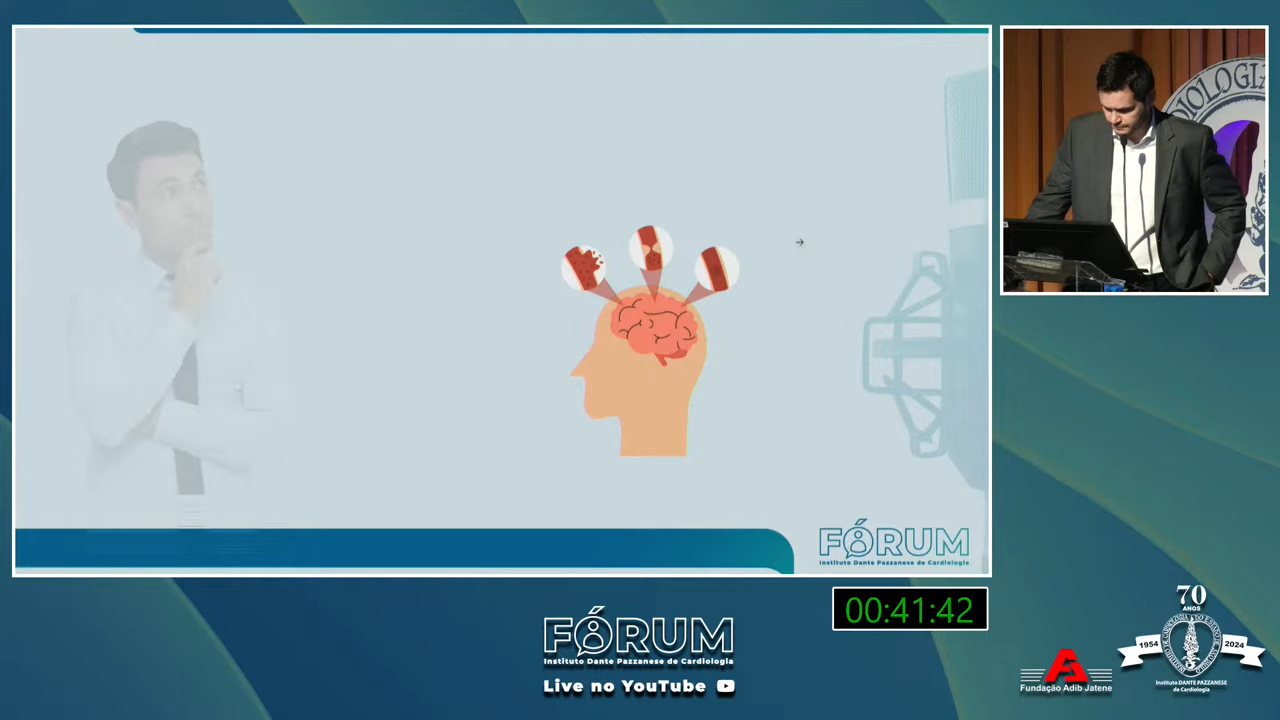 DIOLOGIA
FÓRUM
Instituto Dante Pazzanese de Cardiologia
00:41:42
FÓRUM
Instituto Dante Pazzanese de Cardiologia
Live no YouTube
Fundação Adib Jatene
70
ANOS
1954
2024
Instituto DANTE PAZZANESE
de Cardiologia